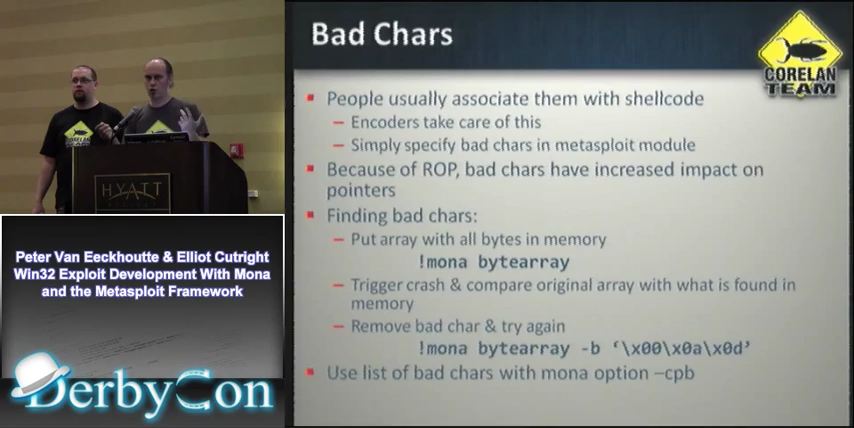 Bad Chars
CORELAN
TEAM
People usually associate them with shellcode
– Encoders take care of this
– Simply specify bad chars in metasploit module
Because of ROP, bad chars have increased impact on
pointers
Finding bad chars:
– Put array with all bytes in memory
!mona bytearray
– Trigger crash & compare original array with what is found in
memory
– Remove bad char & try again
!mona bytearray -b ‘\x00\x0a\x0d’
Use list of bad chars with mona option –cpb
HYATT
Peter Van Eeckhoutte & Elliot Cutright
Win32 Exploit Development With Mona
and the Metasploit Framework
DerbyCon